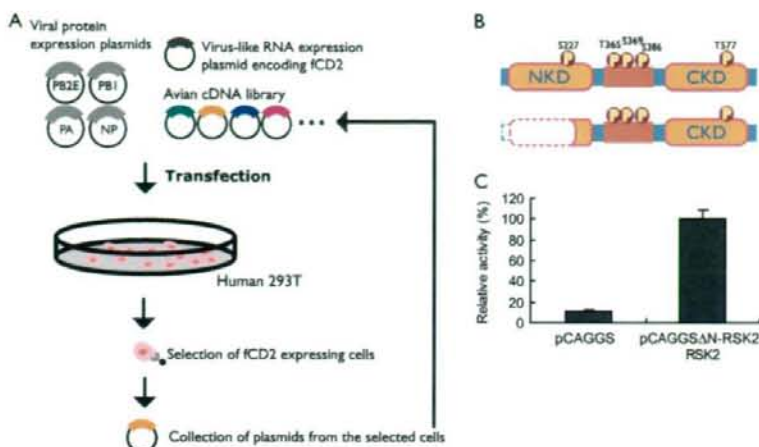 A
Viral protein
expression plasmids
PB2E
PB1
PA
NP
Virus-like RNA expression
plasmid encoding fCD2
Avian cDNA library
Transfection
Human 293T
Selection of fCD2 expressing cells
Collection of plasmids from the selected cells
B
S227
T365
S369
S386
T577
NKD
CKD
CKD
C
Relative activity (%)
120
100
80
60
40
20
0
pCAGGS
pCAGGSΔN-RSK2
RSK2